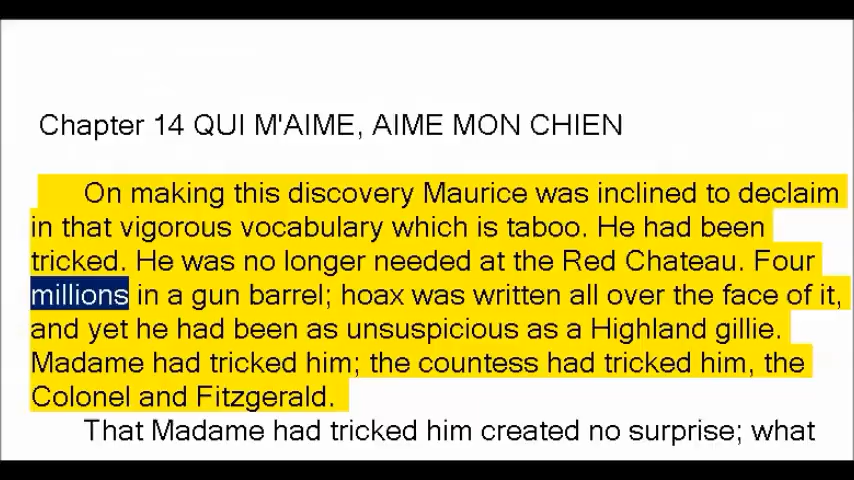 Chapter 14 QUI M'AIME, AIME MON CHIEN
On making this discovery Maurice was inclined to declaim
in that vigorous vocabulary which is taboo. He had been
tricked. He was no longer needed at the Red Chateau. Four
millions in a gun barrel; hoax was written all over the face of it,
and yet he had been as unsuspicious as a Highland gillie.
Madame had tricked him; the countess had tricked him, the
Colonel and Fitzgerald.
That Madame had tricked him created no surprise; what